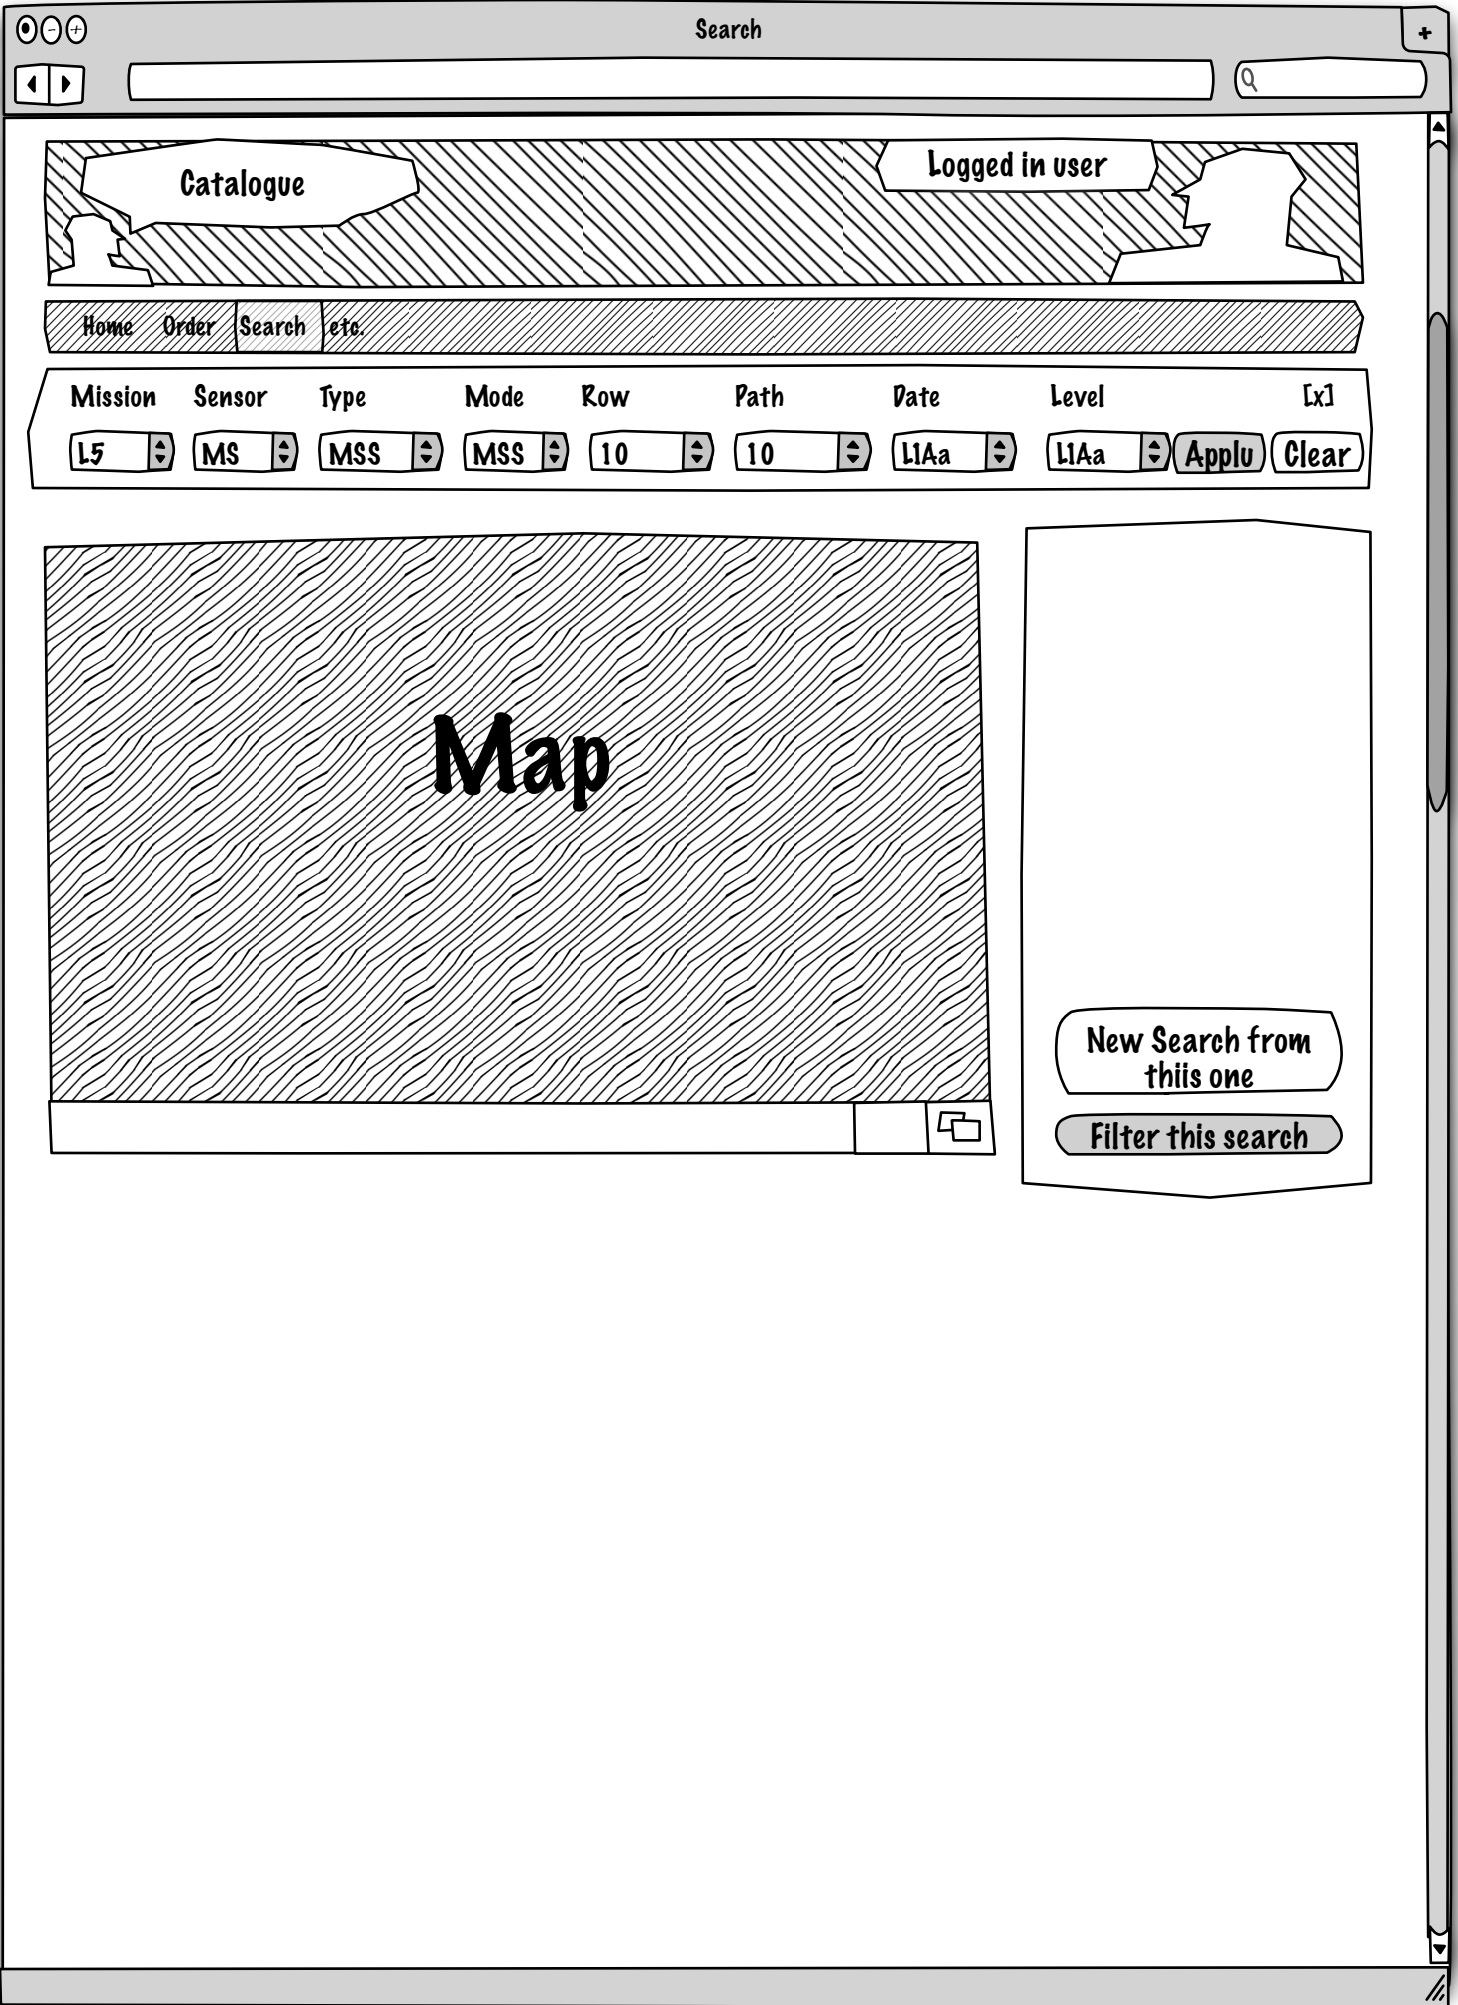 Search
Catalogue
Logged in user
Home Order Search etc.
Mission Sensor Type Mode Row Path Date Level [x]
L5 MS MSS MSS 10 10 L1Aa L1Aa Applu Clear
Map
New Search from
thiis one
Filter this search